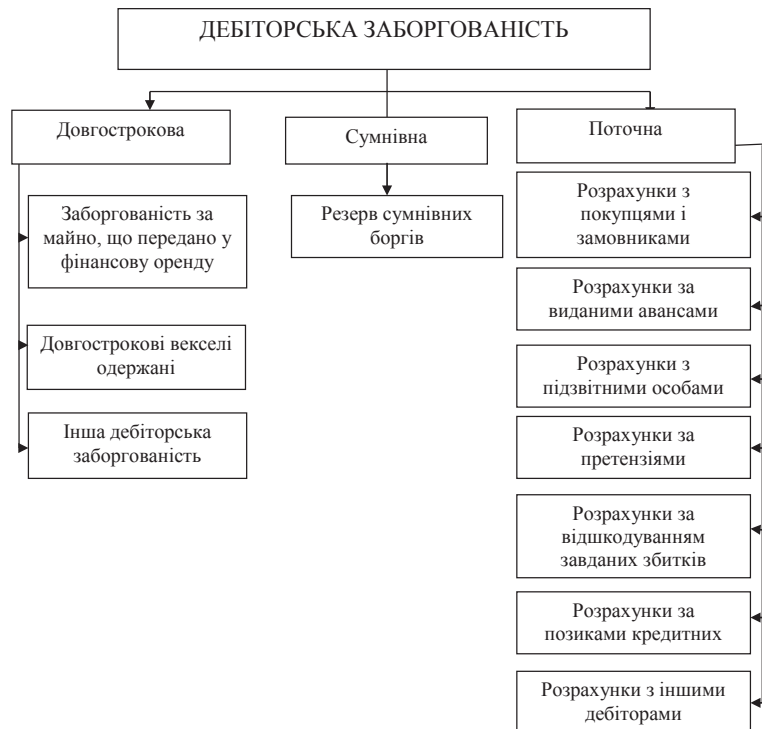 ДЕБІТОРСЬКА ЗАБОРГОВАНІСТЬ
Довгострокова
Заборгованість за
майно, що передано у
фінансову оренду
Довгострокові векселі
одержані
Інша дебіторська
заборгованість
Сумнівна
Резерв сумнівних
боргів
Поточна
Розрахунки з
покупцями і
замовниками
Розрахунки за
виданими авансами
Розрахунки з
підзвітними особами
Розрахунки за
претензіями
Розрахунки за
відшкодуванням
завданих збитків
Розрахунки за
позиками кредитних
Розрахунки з іншими
дебіторами